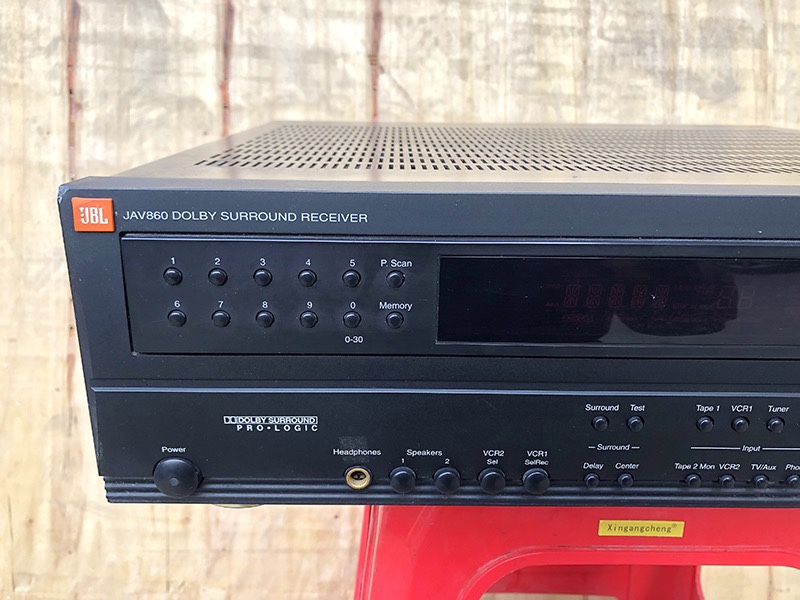 JBL JAV860 DOLBY SURROUND RECEIVER
1 2 3 4 5 P. Scan
6 7 8 9 0 Memory
0-30
DOLBY SURROUND
PRO•LOGIC
Surround Test Tape 1 VCR1 Tuner
Surround Input
Power Headphones Speakers VCR2 VCR1
1 2 Sel SelRec
Delay Center Tape 2 Mon VCR2 TV/Aux
Xingangcheng®